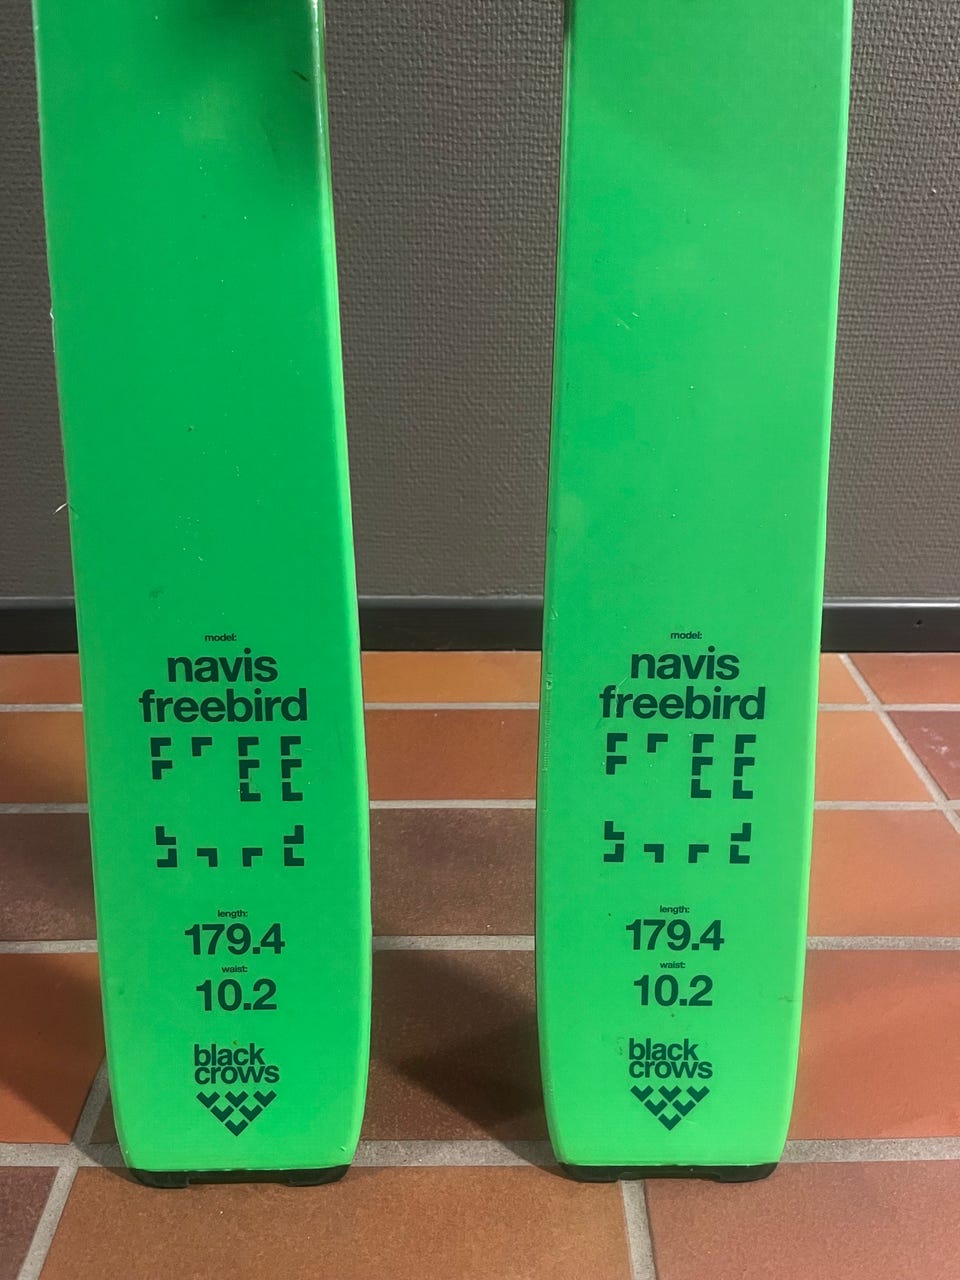 model:
navis
freebird
FREE
bird
length:
179.4
waist:
10.2
black
crows
model:
navis
freebird
FREE
bird
length:
179.4
waist:
10.2
black
crows